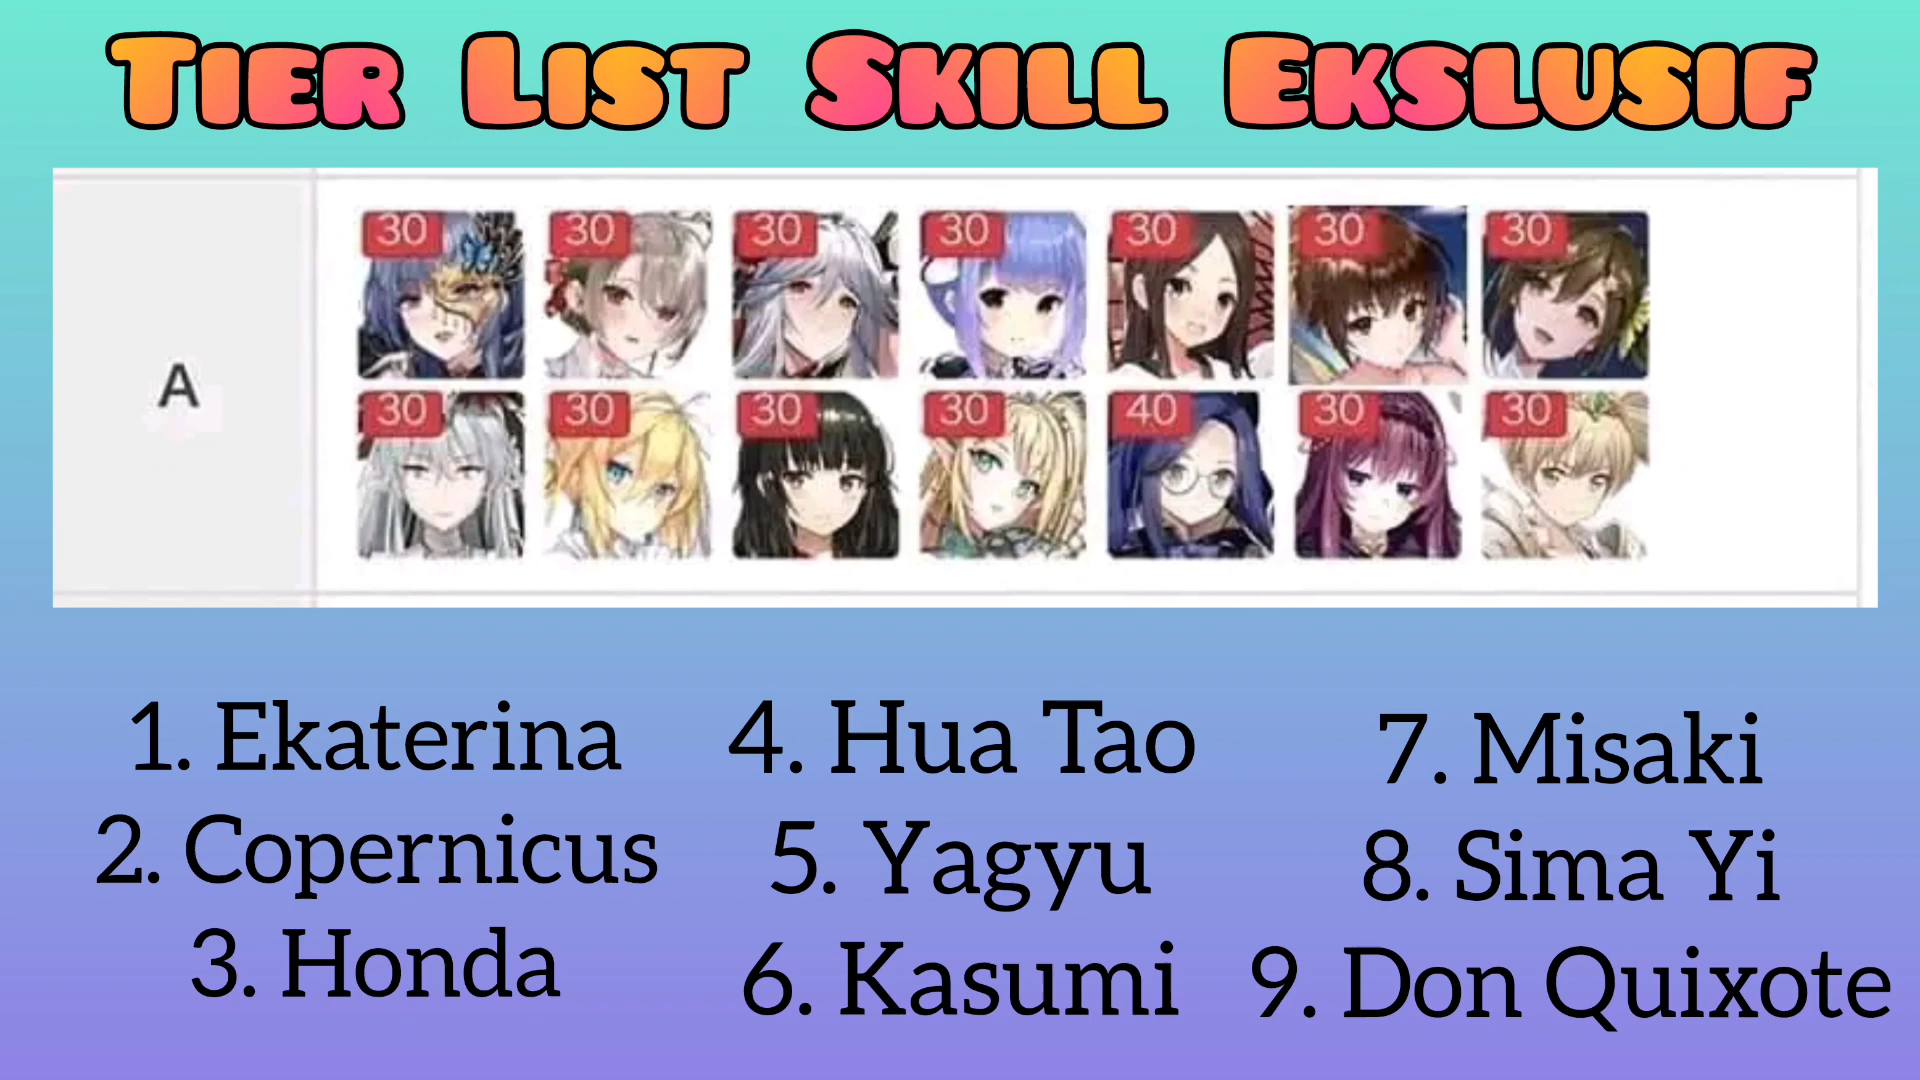 Tier List Skill Ekslusif
A
30 30 30 30 30 30 30
30 30 30 30 40 30 30
1. Ekaterina
2. Copernicus
3. Honda
4. Hua Tao
5. Yagyu
6. Kasumi
7. Misaki
8. Sima Yi
9. Don Quixote